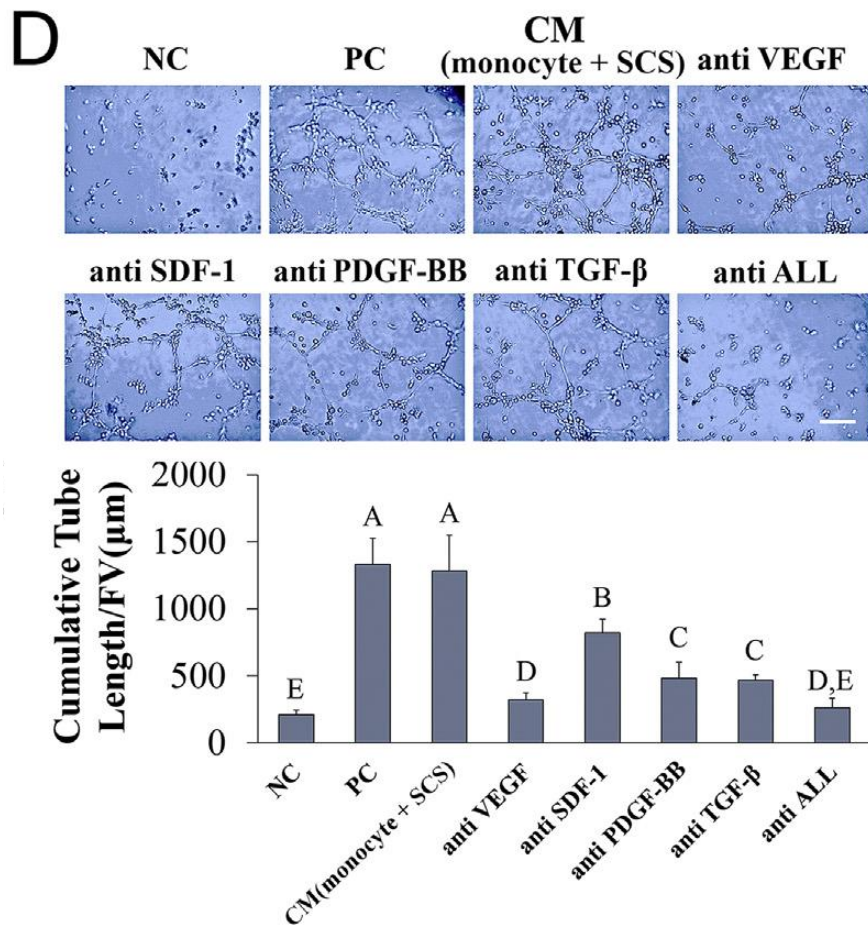 D
NC
PC
CM
(monocyte + SCS)
anti VEGF
anti SDF-1
anti PDGF-BB
anti TGF-β
anti ALL
Cumulative Tube
Length/FV(μm)
2000
1500
1000
500
0
E
A
A
D
B
C
C
D,E
NC
PC
CM(monocyte + SCS)
anti VEGF
anti SDF-1
anti PDGF-BB
anti TGF-β
anti ALL